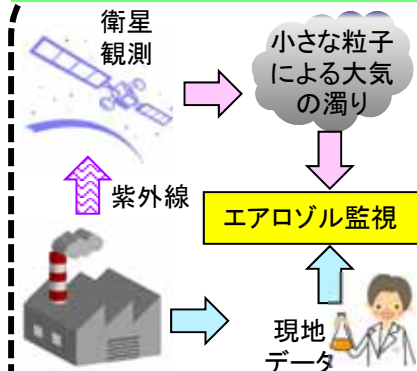 衛星
観測
小さな粒子
による大気
の濁り
紫外線
エアロゾル監視
現地
データ